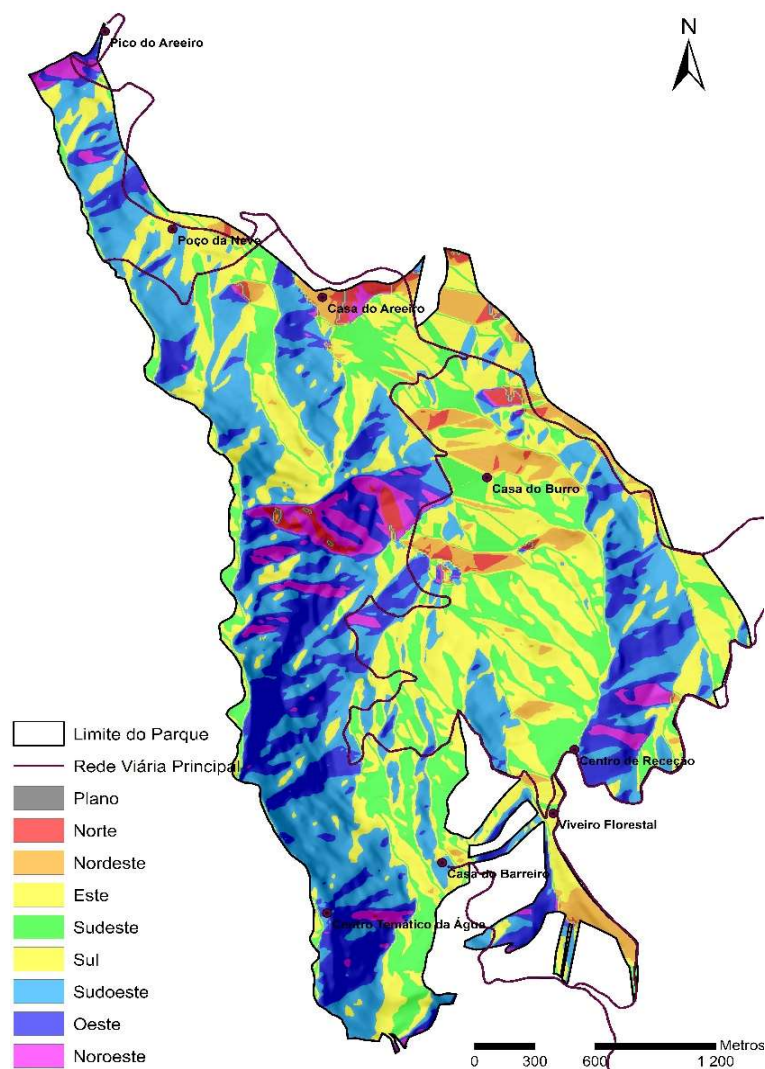 Pico do Areeiro
N
Poço da Neve
Casa do Areeiro
Casa do Burro
Limite do Parque
Rede Viária Principal
Plano
Norte
Nordeste
Este
Sudeste
Sul
Sudoeste
Oeste
Noroeste
Centro de Receção
Viveiro Florestal
Casa do Barreiro
Centro Temático da Água
Metros
0 300 600 1 200